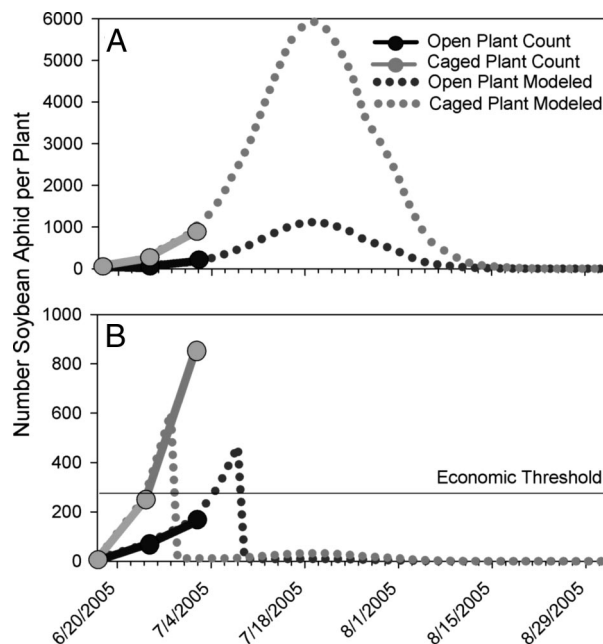 Number Soybean Aphid per Plant
A
6000
5000
4000
3000
2000
1000
0
Open Plant Count
Caged Plant Count
Open Plant Modeled
Caged Plant Modeled
B
1000
800
600
400
200
0
Economic Threshold
6/20/2005
7/4/2005
7/18/2005
8/1/2005
8/15/2005
8/29/2005